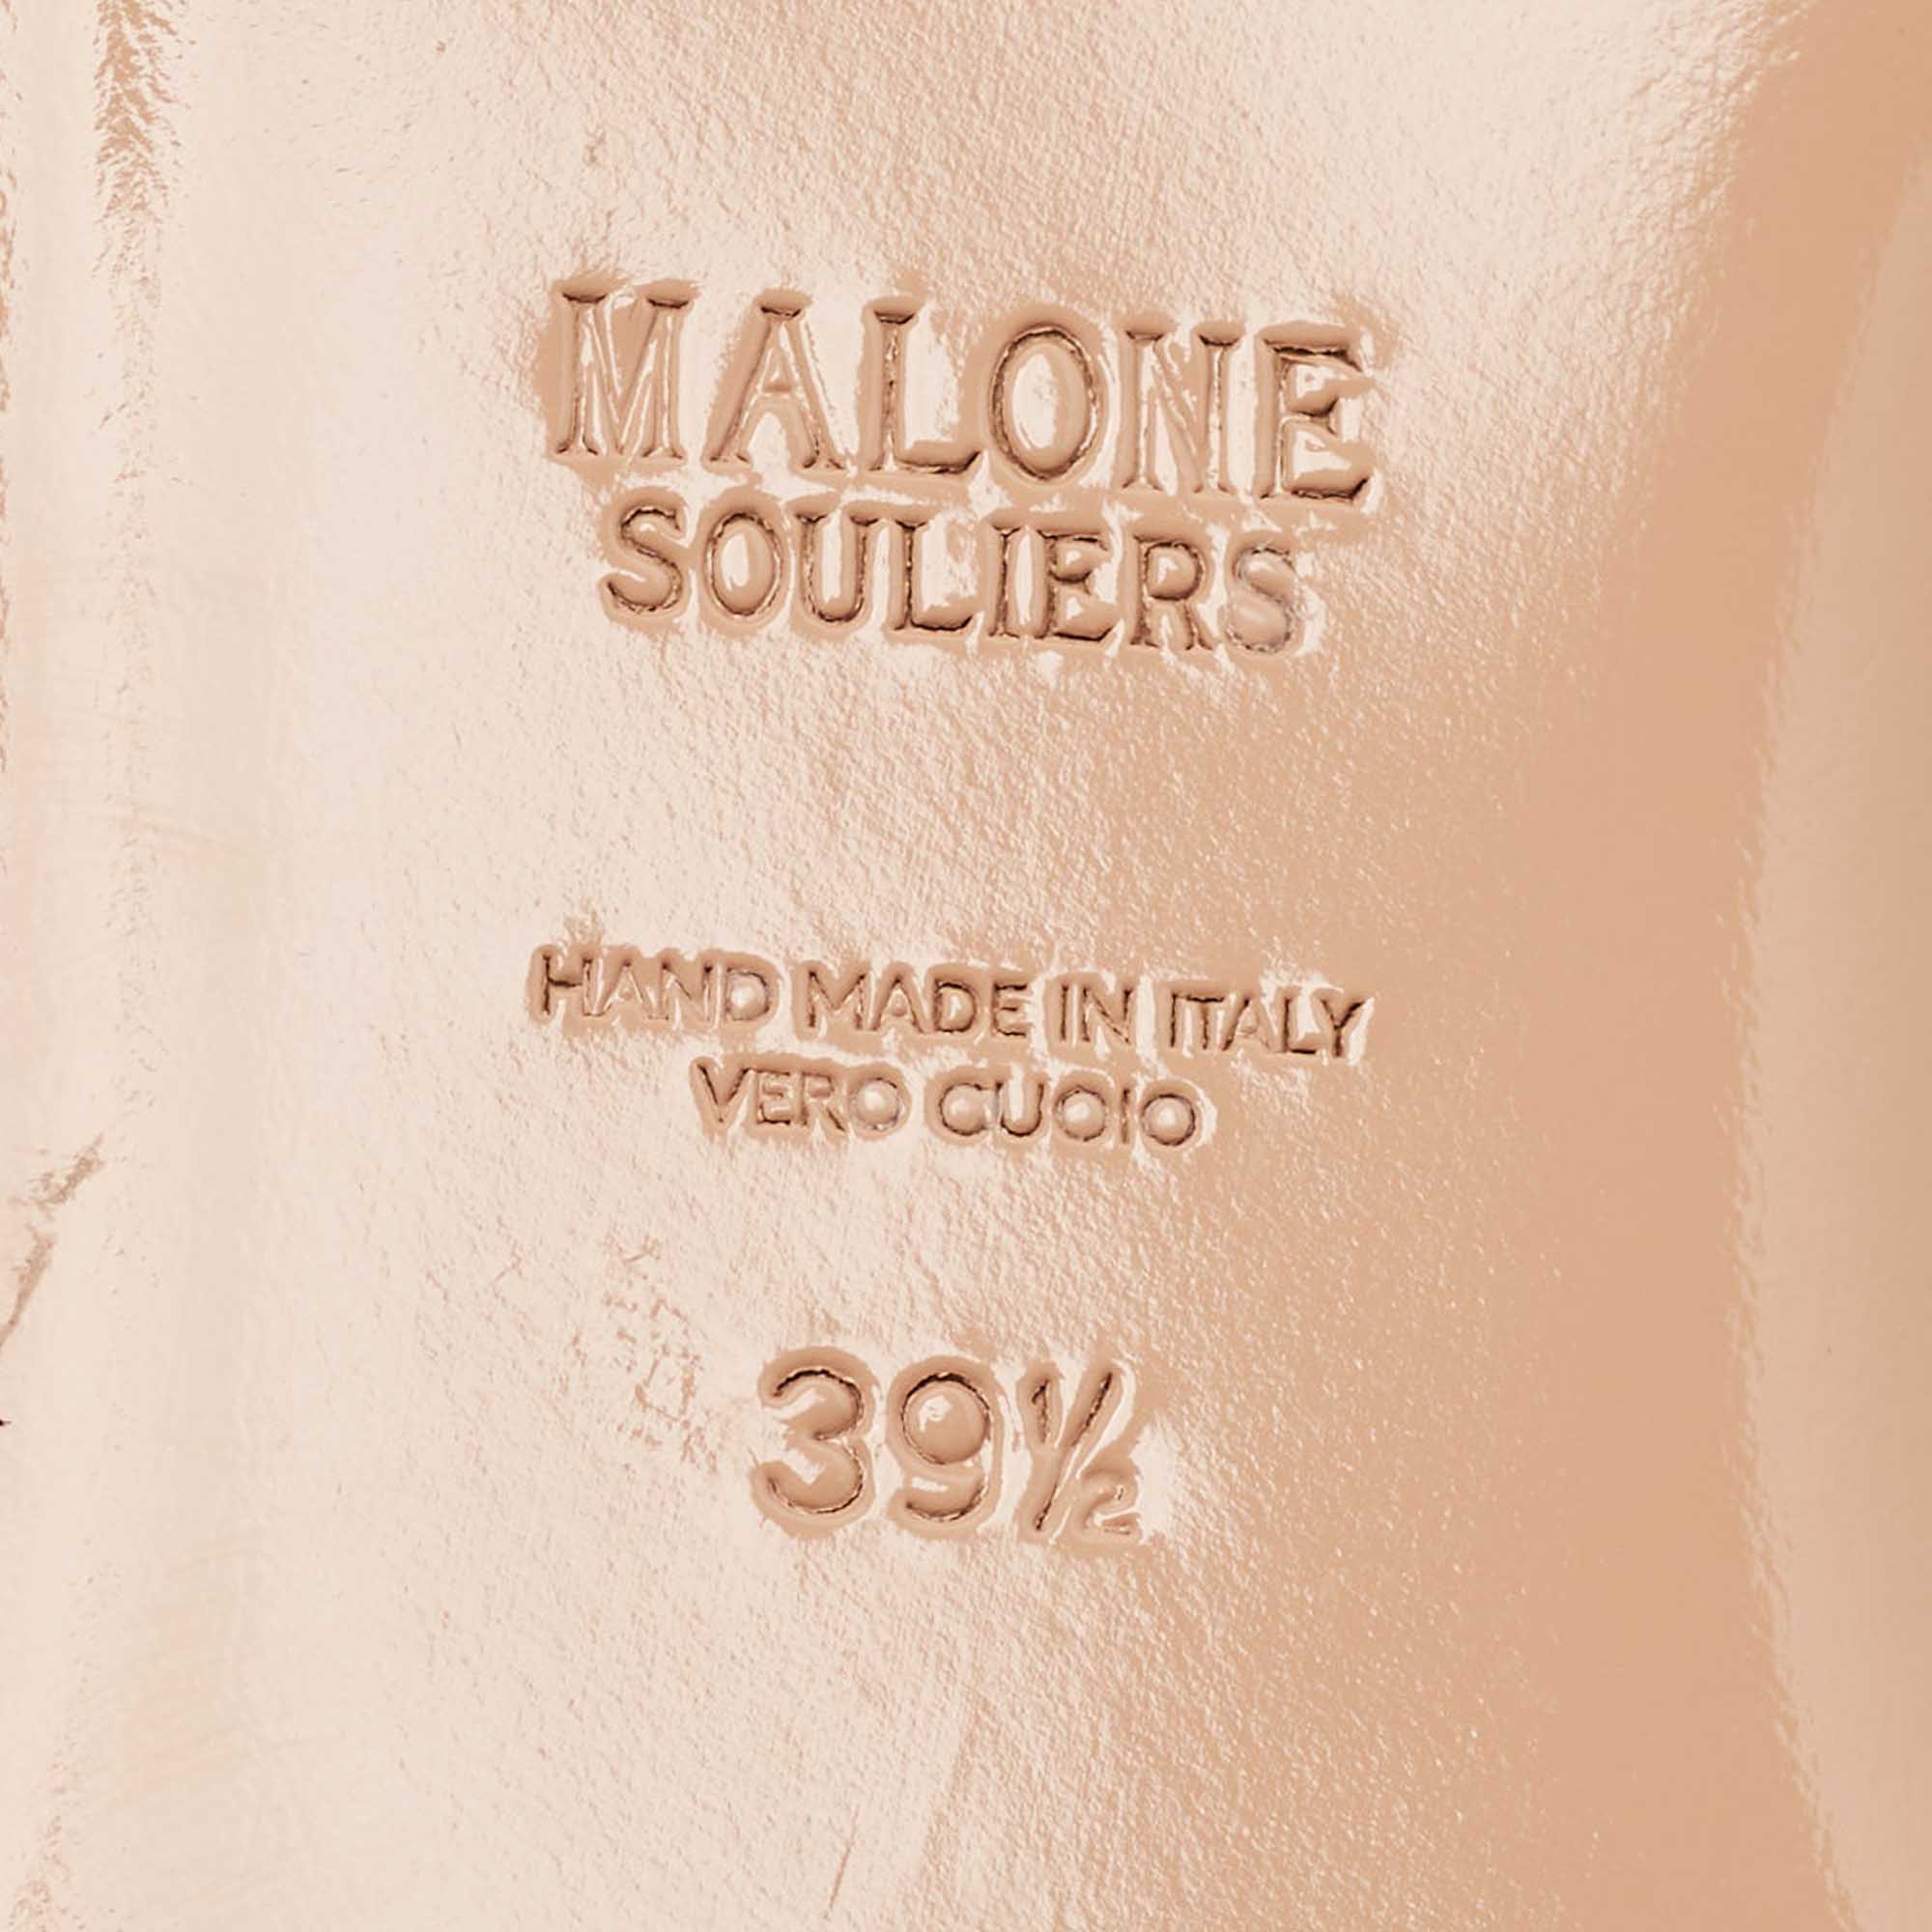 MALONE
SOULIERS
HAND MADE IN ITALY
VERO CUOIO
39½